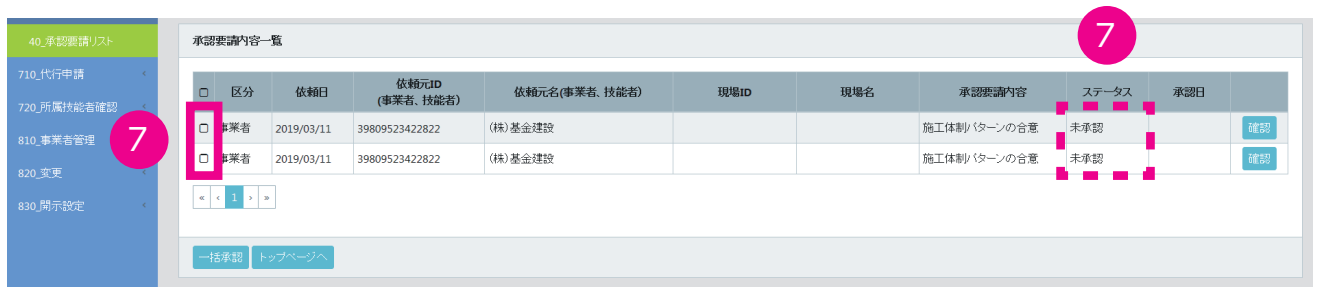 40_承認要請リスト
710_代行申請
720_所属技能者確認
810_事業者管理
820_変更
830_開示設定
7
承認要請内容一覧
7
区分 依頼日 依頼元ID (事業者、技能者) 依頼元名(事業者、技能者) 現場ID 現場名 承認要請内容 ステータス 承認日
事業者 2019/03/11 39809523422822 (株)基金建設 施工体制パターンの合意 未承認 確認
事業者 2019/03/11 39809523422822 (株)基金建設 施工体制パターンの合意 未承認 確認
« ‹ 1 › »
一括承認 トップページへ